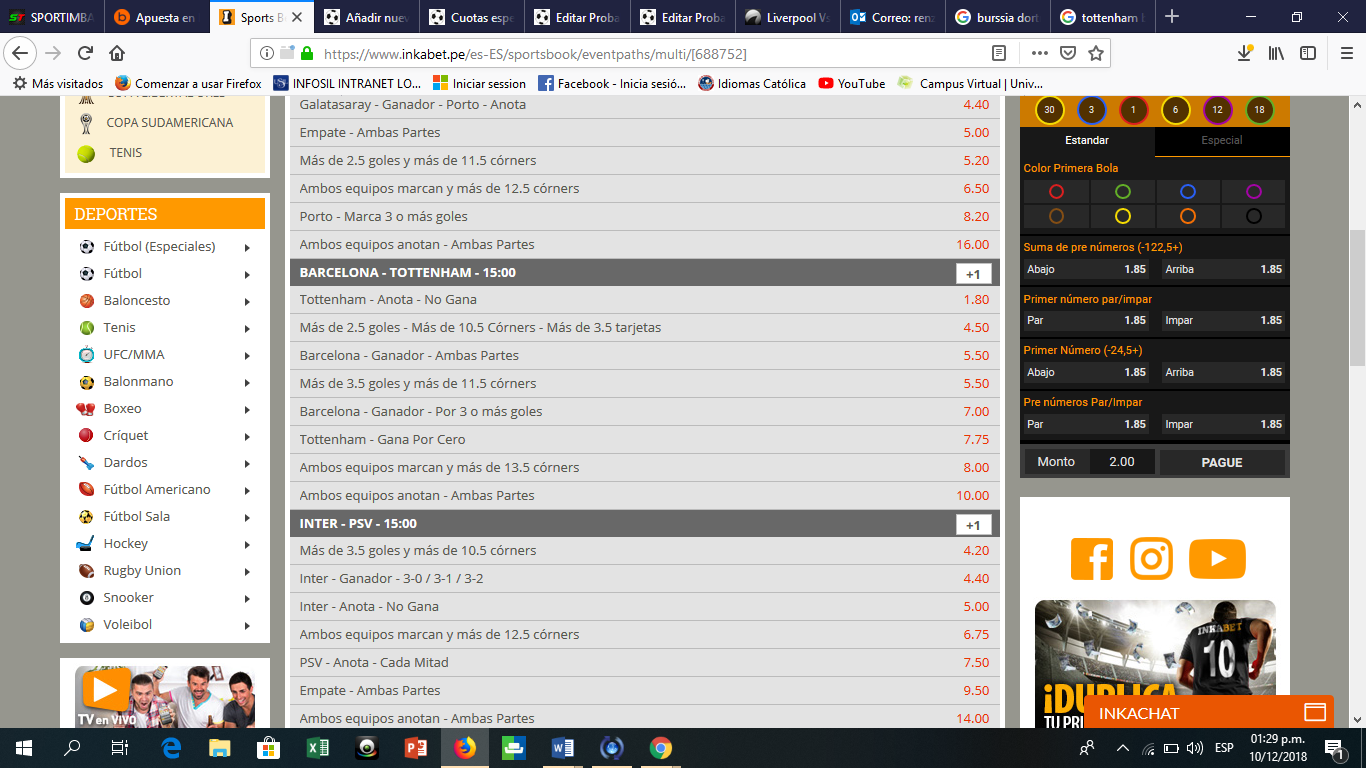 SPORTIMBA
Apuesta en
Sports B
Añadir nuev
Cuotas espe
Editar Proba
Editar Proba
Liverpool Vs
Correo: renz
burssia dort
tottenham b
https://www.inkabet.pe/es-ES/sportsbook/eventpaths/multi/[688752]
Más visitados
Comenzar a usar Firefox
INFOSIL INTRANET LO...
Iniciar session
Facebook - Inicia sesió...
Idiomas Católica
YouTube
Campus Virtual | Univ...
COPA SUDAMERICANA
TENIS
DEPORTES
Fútbol (Especiales)
Fútbol
Baloncesto
Tenis
UFC/MMA
Balonmano
Boxeo
Críquet
Dardos
Fútbol Americano
Fútbol Sala
Hockey
Rugby Union
Snooker
Voleibol
TV en VIVO
Galatasaray - Ganador - Porto - Anota 4.40
Empate - Ambas Partes 5.00
Más de 2.5 goles y más de 11.5 córners 5.20
Ambos equipos marcan y más de 12.5 córners 6.50
Porto - Marca 3 o más goles 8.20
Ambos equipos anotan - Ambas Partes 16.00
BARCELONA - TOTTENHAM - 15:00 +1
Tottenham - Anota - No Gana 1.80
Más de 2.5 goles - Más de 10.5 Córners - Más de 3.5 tarjetas 4.50
Barcelona - Ganador - Ambas Partes 5.50
Más de 3.5 goles y más de 11.5 córners 5.50
Barcelona - Ganador - Por 3 o más goles 7.00
Tottenham - Gana Por Cero 7.75
Ambos equipos marcan y más de 13.5 córners 8.00
Ambos equipos anotan - Ambas Partes 10.00
INTER - PSV - 15:00 +1
Más de 3.5 goles y más de 10.5 córners 4.20
Inter - Ganador - 3-0 / 3-1 / 3-2 4.40
Inter - Anota - No Gana 5.00
Ambos equipos marcan y más de 12.5 córners 6.75
PSV - Anota - Cada Mitad 7.50
Empate - Ambas Partes 9.50
Ambos equipos anotan - Ambas Partes 14.00
30 3 1 6 12 18
Estandar Especial
Color Primera Bola
Suma de pre números (-122,5+)
Abajo 1.85 Arriba 1.85
Primer número par/impar
Par 1.85 Impar 1.85
Primer Número (-24,5+)
Abajo 1.85 Arriba 1.85
Pre números Par/Impar
Par 1.85 Impar 1.85
Monto 2.00 PAGUE
INKABET
10
¡DUPLICA
TU PRI
INKACHAT
ESP
01:29 p.m.
10/12/2018
1